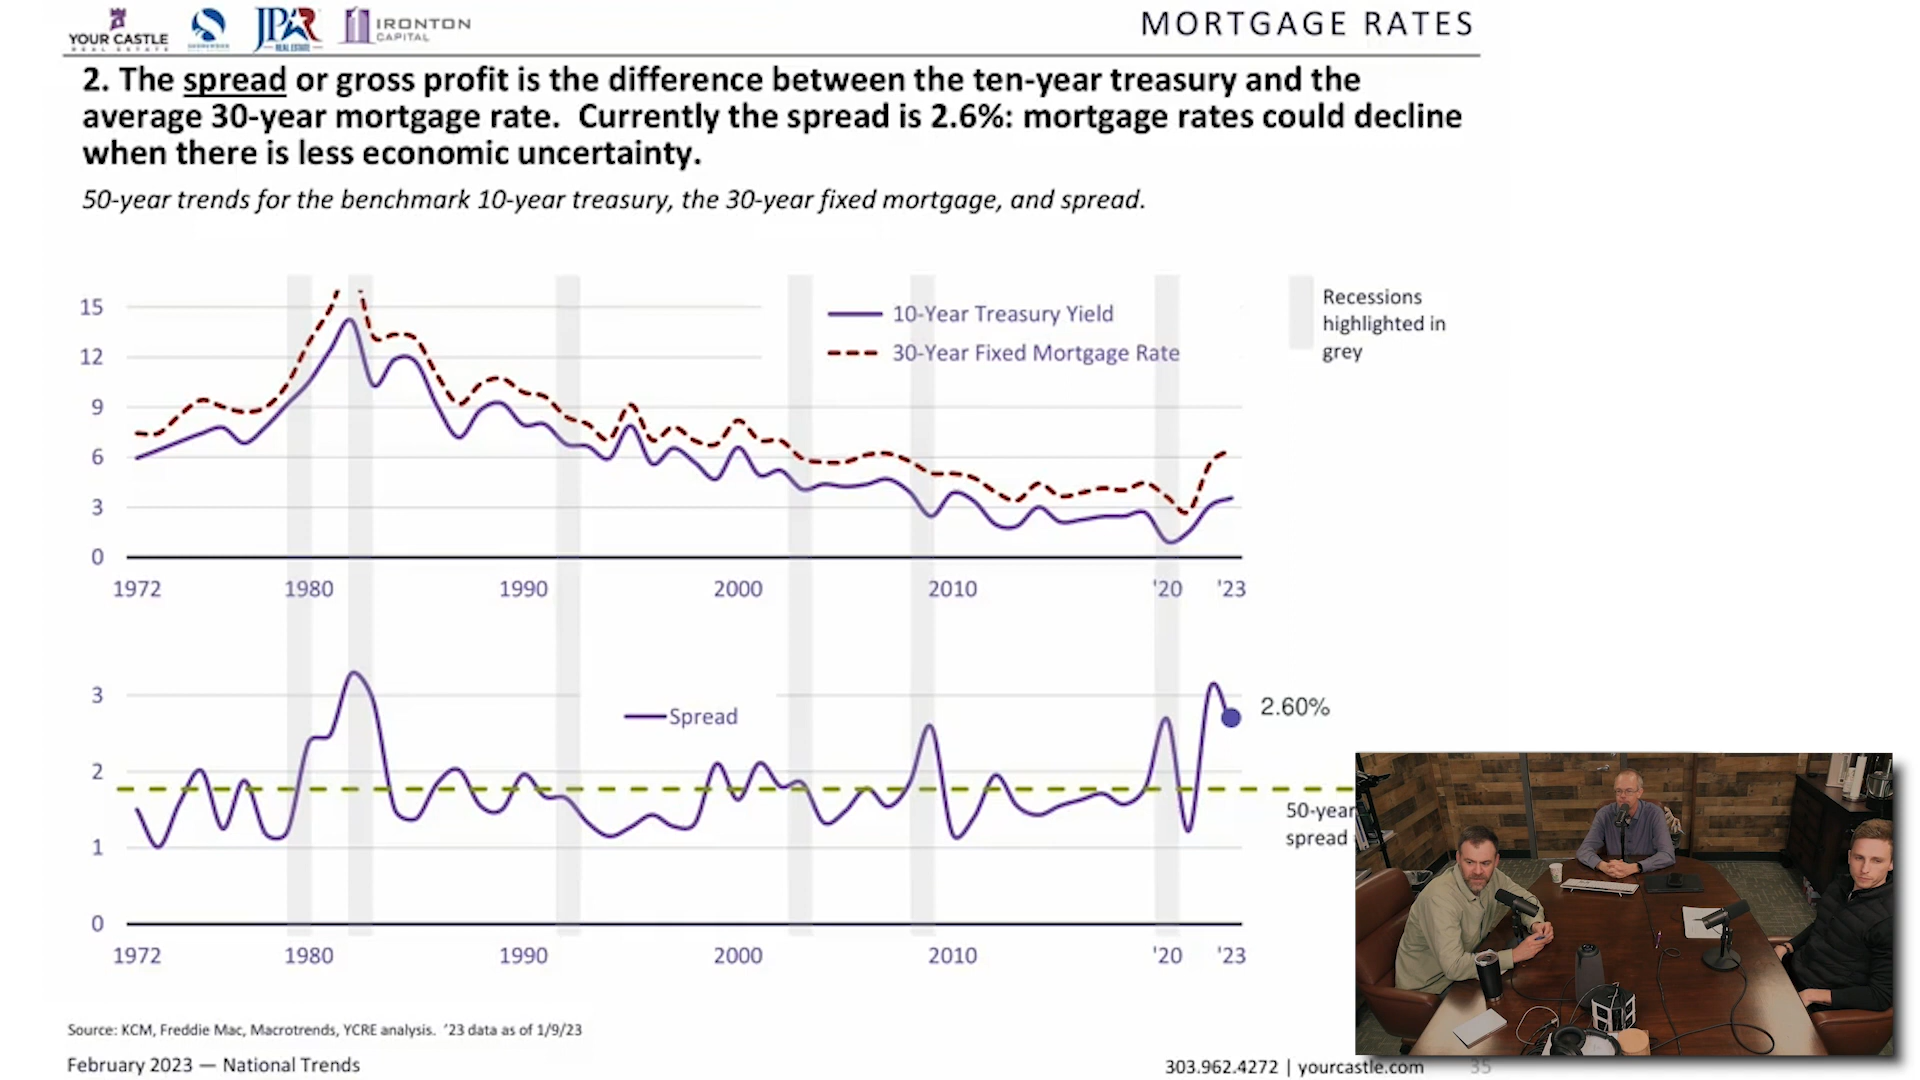 YOUR CASTLE
REAL ESTATE
JPAR
REAL ESTATE
IRONTON
CAPITAL
MORTGAGE RATES
2. The spread or gross profit is the difference between the ten-year treasury and the
average 30-year mortgage rate. Currently the spread is 2.6%: mortgage rates could decline
when there is less economic uncertainty.
50-year trends for the benchmark 10-year treasury, the 30-year fixed mortgage, and spread.
15
12
9
6
3
0
10-Year Treasury Yield
30-Year Fixed Mortgage Rate
Recessions
highlighted in
grey
1972 1980 1990 2000 2010 '20 '23
3
2
1
0
Spread
2.60%
50-year
spread
1972 1980 1990 2000 2010 '20 '23
Source: KCM, Freddie Mac, Macrotrends, YCRE analysis. '23 data as of 1/9/23
February 2023 — National Trends
303.962.4272 | yourcastle.com 35